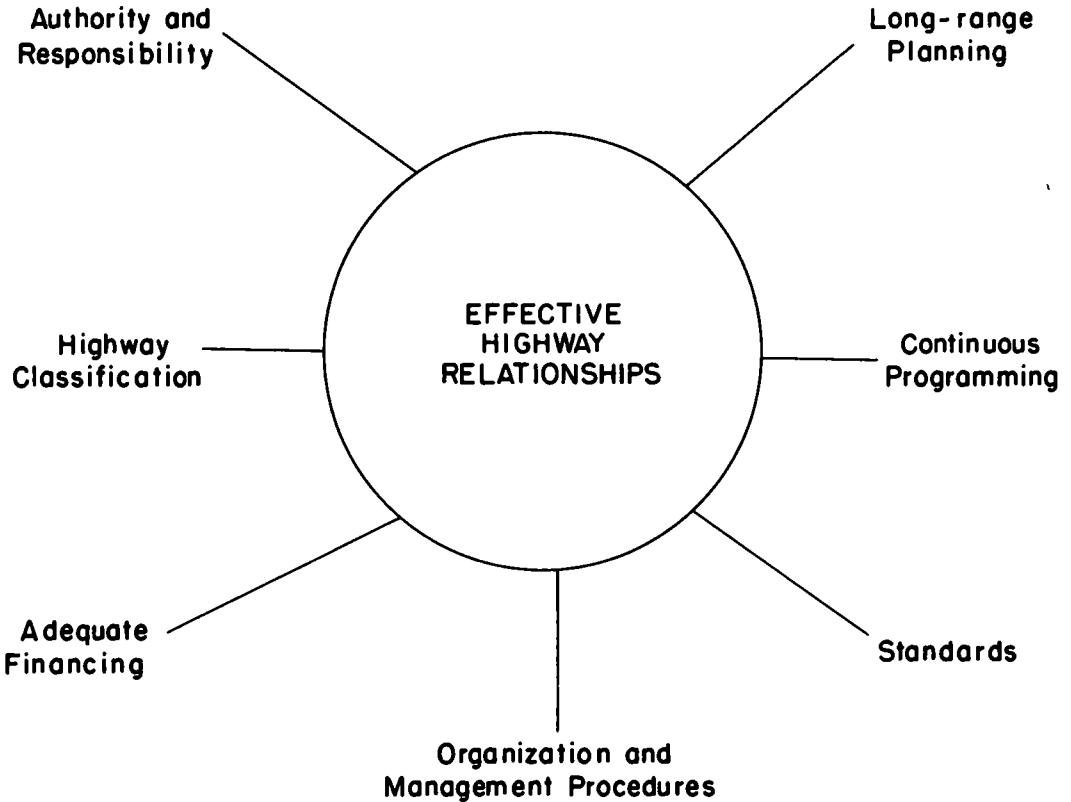 Authority and
Responsibility
Long-range
Planning
EFFECTIVE
HIGHWAY
RELATIONSHIPS
Highway
Classification
Continuous
Programming
Adequate
Financing
Standards
Organization and
Management Procedures